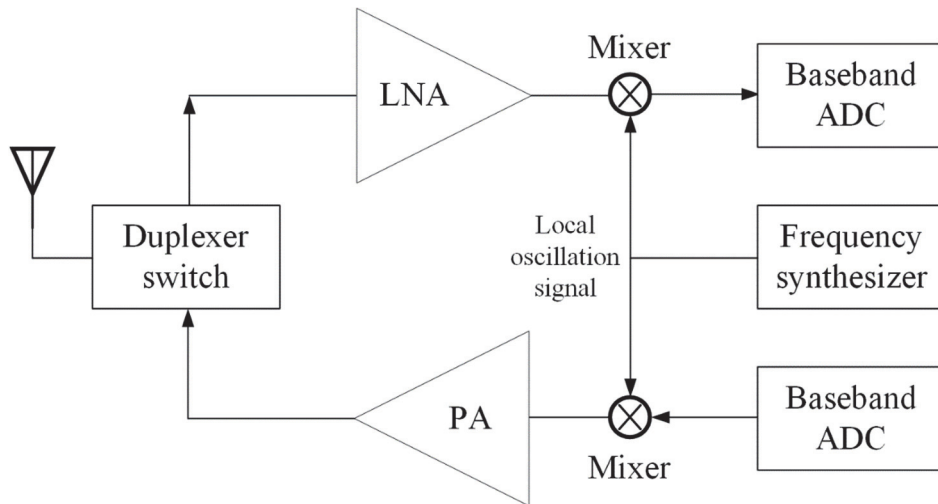 Mixer
LNA
Baseband
ADC
Duplexer
switch
Local
oscillation
signal
Frequency
synthesizer
PA
Mixer
Baseband
ADC